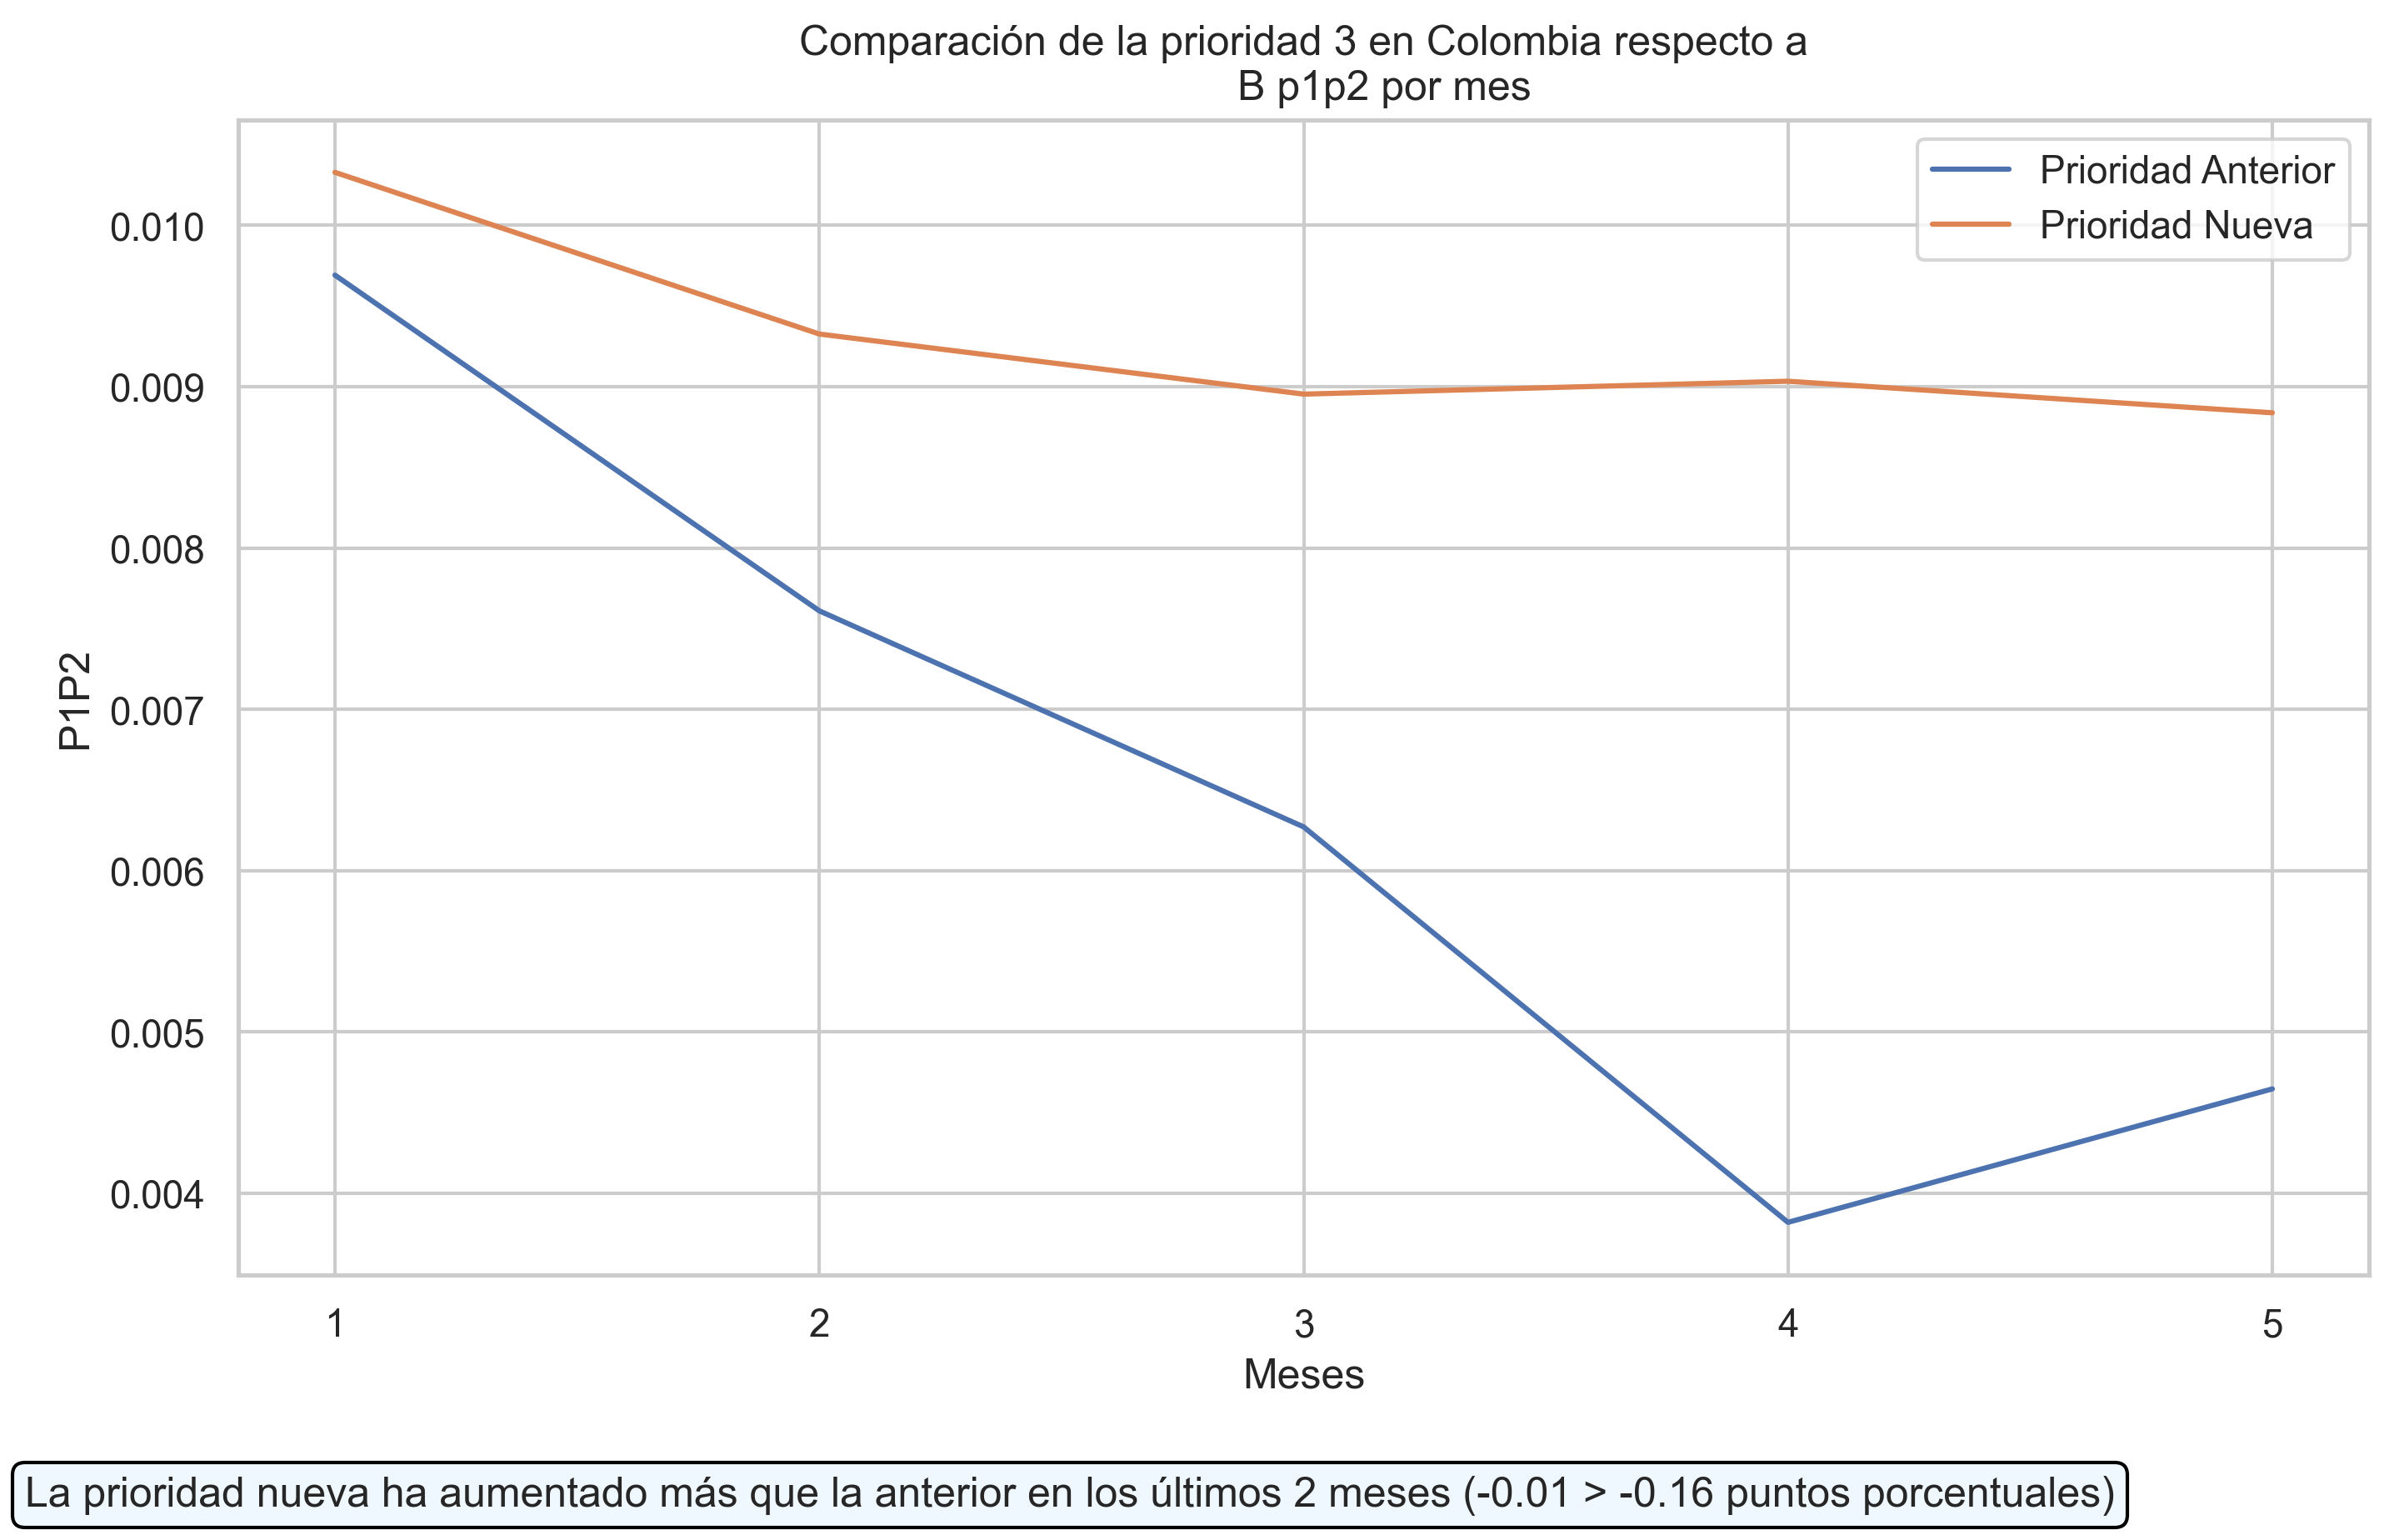 Comparación de la prioridad 3 en Colombia respecto a
B p1p2 por mes
Prioridad Anterior
Prioridad Nueva
0.010
0.009
0.008
0.007
0.006
0.005
0.004
P1P2
1 2 3 4 5
Meses
La prioridad nueva ha aumentado más que la anterior en los últimos 2 meses (-0.01 > -0.16 puntos porcentuales)